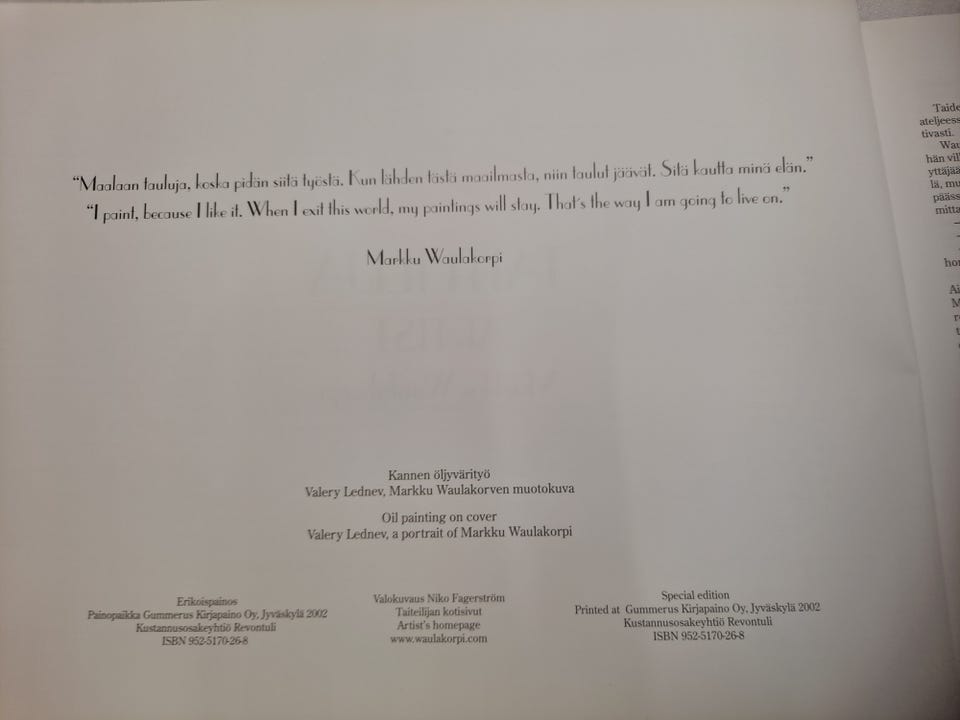 “Maalaan tauluja, koska pidän siitä työstä. Kun lähden tästä maailmasta, niin taulut jäävät. Sitä kautta minä elän.”
“I paint, because I like it. When I exit this world, my paintings will stay. That's the way I am going to live on.”
Markku Waulakorpi
Kannen öljyvärityö
Valery Lednev, Markku Waulakorven muotokuva
Oil painting on cover
Valery Lednev, a portrait of Markku Waulakorpi
Erikoispainos
Painopaikka Gummerus Kirjapaino Oy, Jyväskylä 2002
Kustannusosakeyhtiö Revontuli
ISBN 952-5170-26-8
Valokuvaus Niko Fagerström
Taiteilijan kotisivut
Artist's homepage
www.waulakorpi.com
Special edition
Printed at Gummerus Kirjapaino Oy, Jyväskylä 2002
Kustannusosakeyhtiö Revontuli
ISBN 952-5170-26-8